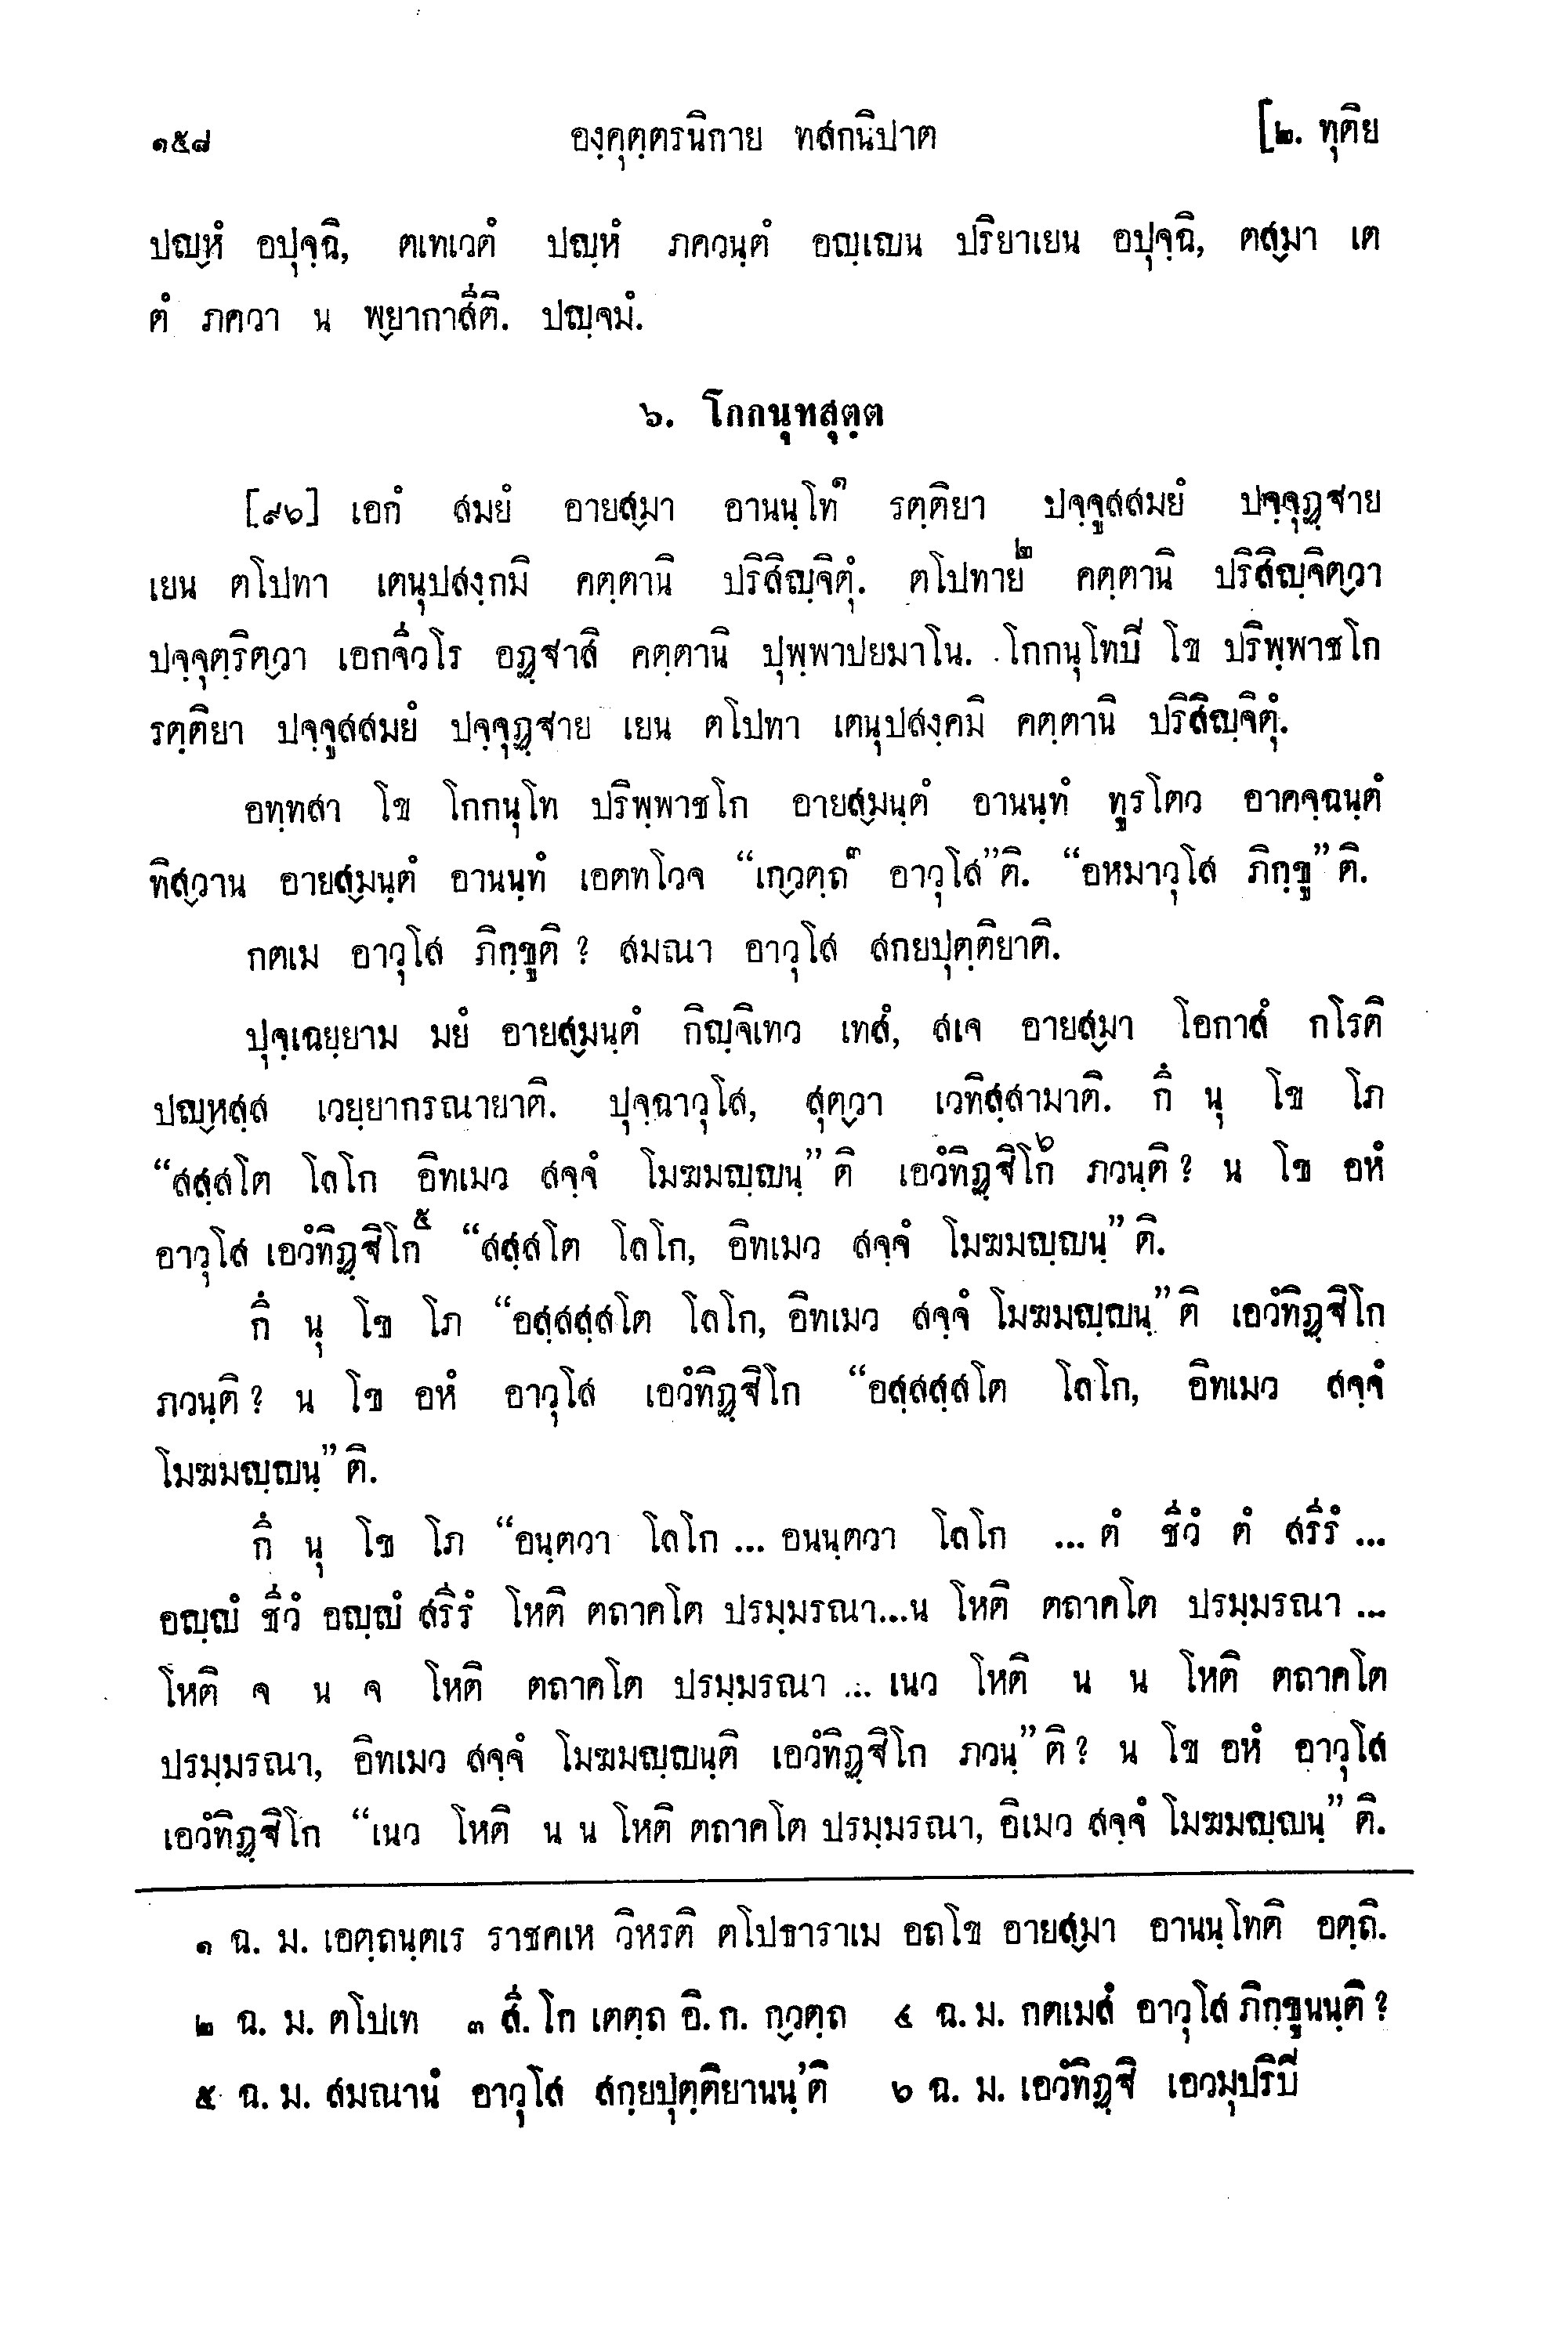 ๑๕๘ องฺคุตฺตรนิกาย ทสกนิปาต [๒. ทุติย
ปญฺหํ อปุจฺฉิ, ตเทเวตํ ปญฺหํ ภควนฺตํ อญฺเญน ปริยาเยน อปุจฺฉิ, ตสฺมา เต
ตํ ภควา น พฺยากาสีติ. ปญฺจมํ.
๖. โกกนุทสุตฺต
[๙๖] เอกํ สมยํ อายสฺมา อานนฺโท๑ รตฺติยา ปจฺจูสสมยํ ปจฺจุฏฺฐาย
เยน ตโปทา เตนุปสงฺกมิ คตฺตานิ ปริสิญฺจิตุํ. ตโปทาย๒ คตฺตานิ ปริสิญฺจิตฺวา
ปจฺจุตฺริตฺวา เอกจีวโร อฏฺฐาสิ คตฺตานิ ปุพฺพาปยมาโน. โกกนุโทปี โข ปริพฺพาชโก
รตฺติยา ปจฺจูสสมยํ ปจฺจุฏฺฐาย เยน ตโปทา เตนุปสงฺคมิ คตฺตานิ ปริสิญฺจิตุํ.
อทฺทสา โข โกกนุโท ปริพฺพาชโก อายสฺมนฺตํ อานนฺทํ ทูรโตว อาคจฺฉนฺตํ
ทิสฺวาน อายสฺมนฺตํ อานนฺทํ เอตทโวจ “เกฺวตฺถ๓ อาวุโส”ติ. “อหมาวุโส ภิกฺขู”ติ.
กตเม อาวุโส ภิกฺขูติ ? สมณา อาวุโส สกยปุตฺติยาติ.
ปุจฺเฉยฺยาม มยํ อายสฺมนฺตํ กิญฺจิเทว เทสํ, สเจ อายสฺมา โอกาสํ กโรติ
ปญฺหสฺส เวยฺยากรณายาติ. ปุจฺฉาวุโส, สุตฺวา เวทิสฺสามาติ. กึ นุ โข โภ
“สสฺสโต โลโก อิทเมว สจฺจํ โมฆมญฺญนฺ”ติ เอวํทิฏฺฐิโก๖ ภวนฺติ ? น โข อหํ
อาวุโส เอวํทิฏฺฐิโก๕ “สสฺสโต โลโก, อิทเมว สจฺจํ โมฆมญฺญนฺ”ติ.
กึ นุ โข โภ “อสฺสสฺสโต โลโก, อิทเมว สจฺจํ โมฆมญฺญนฺ”ติ เอวํทิฏฺฐิโก
ภวนฺติ ? น โข อหํ อาวุโส เอวํทิฏฺฐิโก “อสฺสสฺสโต โลโก, อิทเมว สจฺจํ
โมฆมญฺญนฺ”ติ.
กึ นุ โข โภ “อนฺตวา โลโก ... อนนฺตวา โลโก ... ตํ ชีวํ ตํ สรีรํ ...
อญฺญํ ชีวํ อญฺญํ สรีรํ โหติ ตถาคโต ปรมฺมรณา...น โหติ ตถาคโต ปรมฺมรณา ...
โหติ จ น จ โหติ ตถาคโต ปรมฺมรณา ... เนว โหติ น น โหติ ตถาคโต
ปรมฺมรณา, อิทเมว สจฺจํ โมฆมญฺญนฺติ เอวํทิฏฺฐิโก ภวนฺ”ติ ? น โข อหํ อาวุโส
เอวํทิฏฺฐิโก “เนว โหติ น น โหติ ตถาคโต ปรมฺมรณา, อิเมว สจฺจํ โมฆมญฺญนฺ”ติ.
๑ ฉ. ม. เอตฺถนฺตเร ราชคเห วิหรติ ตโปธาราเม อถโข อายสฺมา อานนฺโทติ อตฺถิ.
๒ ฉ. ม. ตโปเท ๓ สี. โก เตตฺถ อิ. ก. กฺวตฺถ ๔ ฉ. ม. กตเมสํ อาวุโส ภิกฺขูนนฺติ ?
๕ ฉ. ม. สมณานํ อาวุโส สกฺยปุตฺติยานนฺ'ติ ๖ ฉ. ม. เอวํทิฏฺฐิ เอวมุปริปี